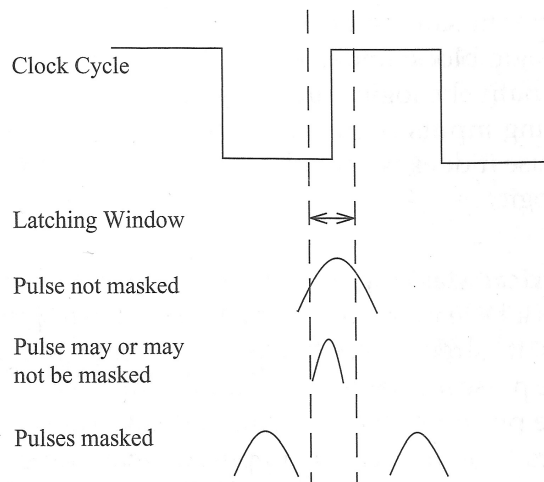 Clock Cycle
Latching Window
Pulse not masked
Pulse may or may
not be masked
Pulses masked